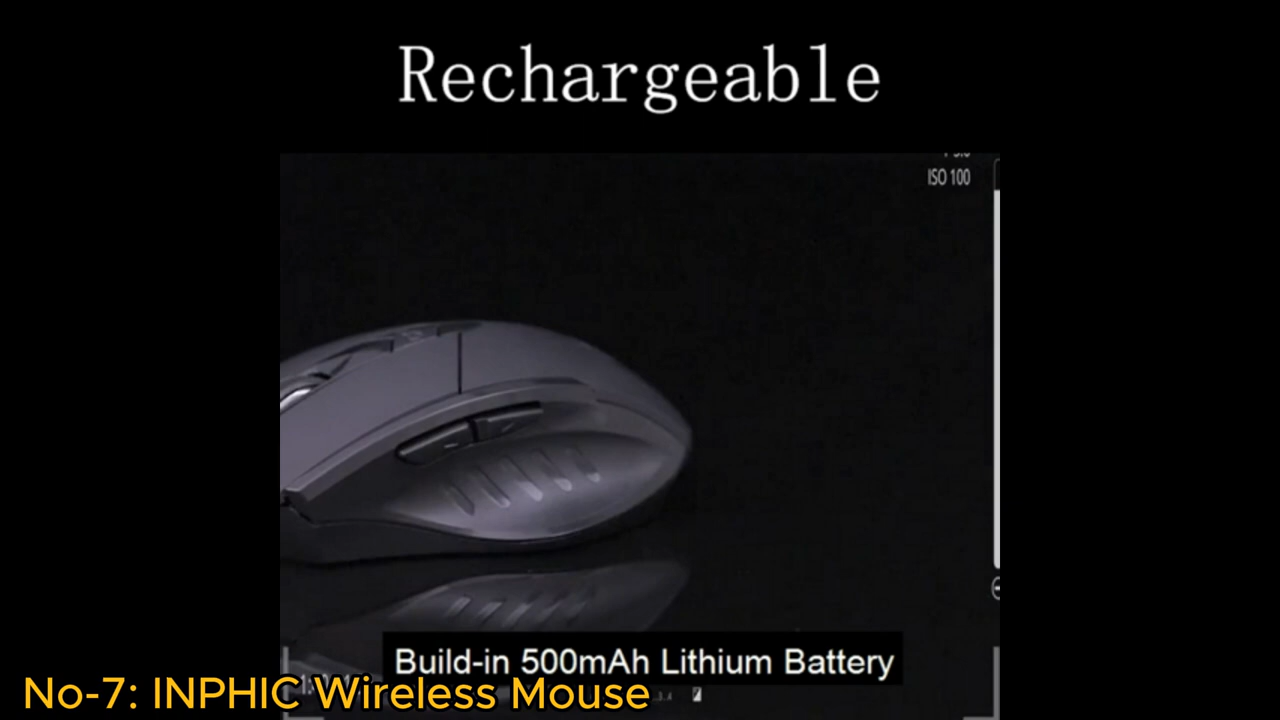 Rechargeable
ISO 100
Build-in 500mAh Lithium Battery
No-7: INPHIC Wireless Mouse